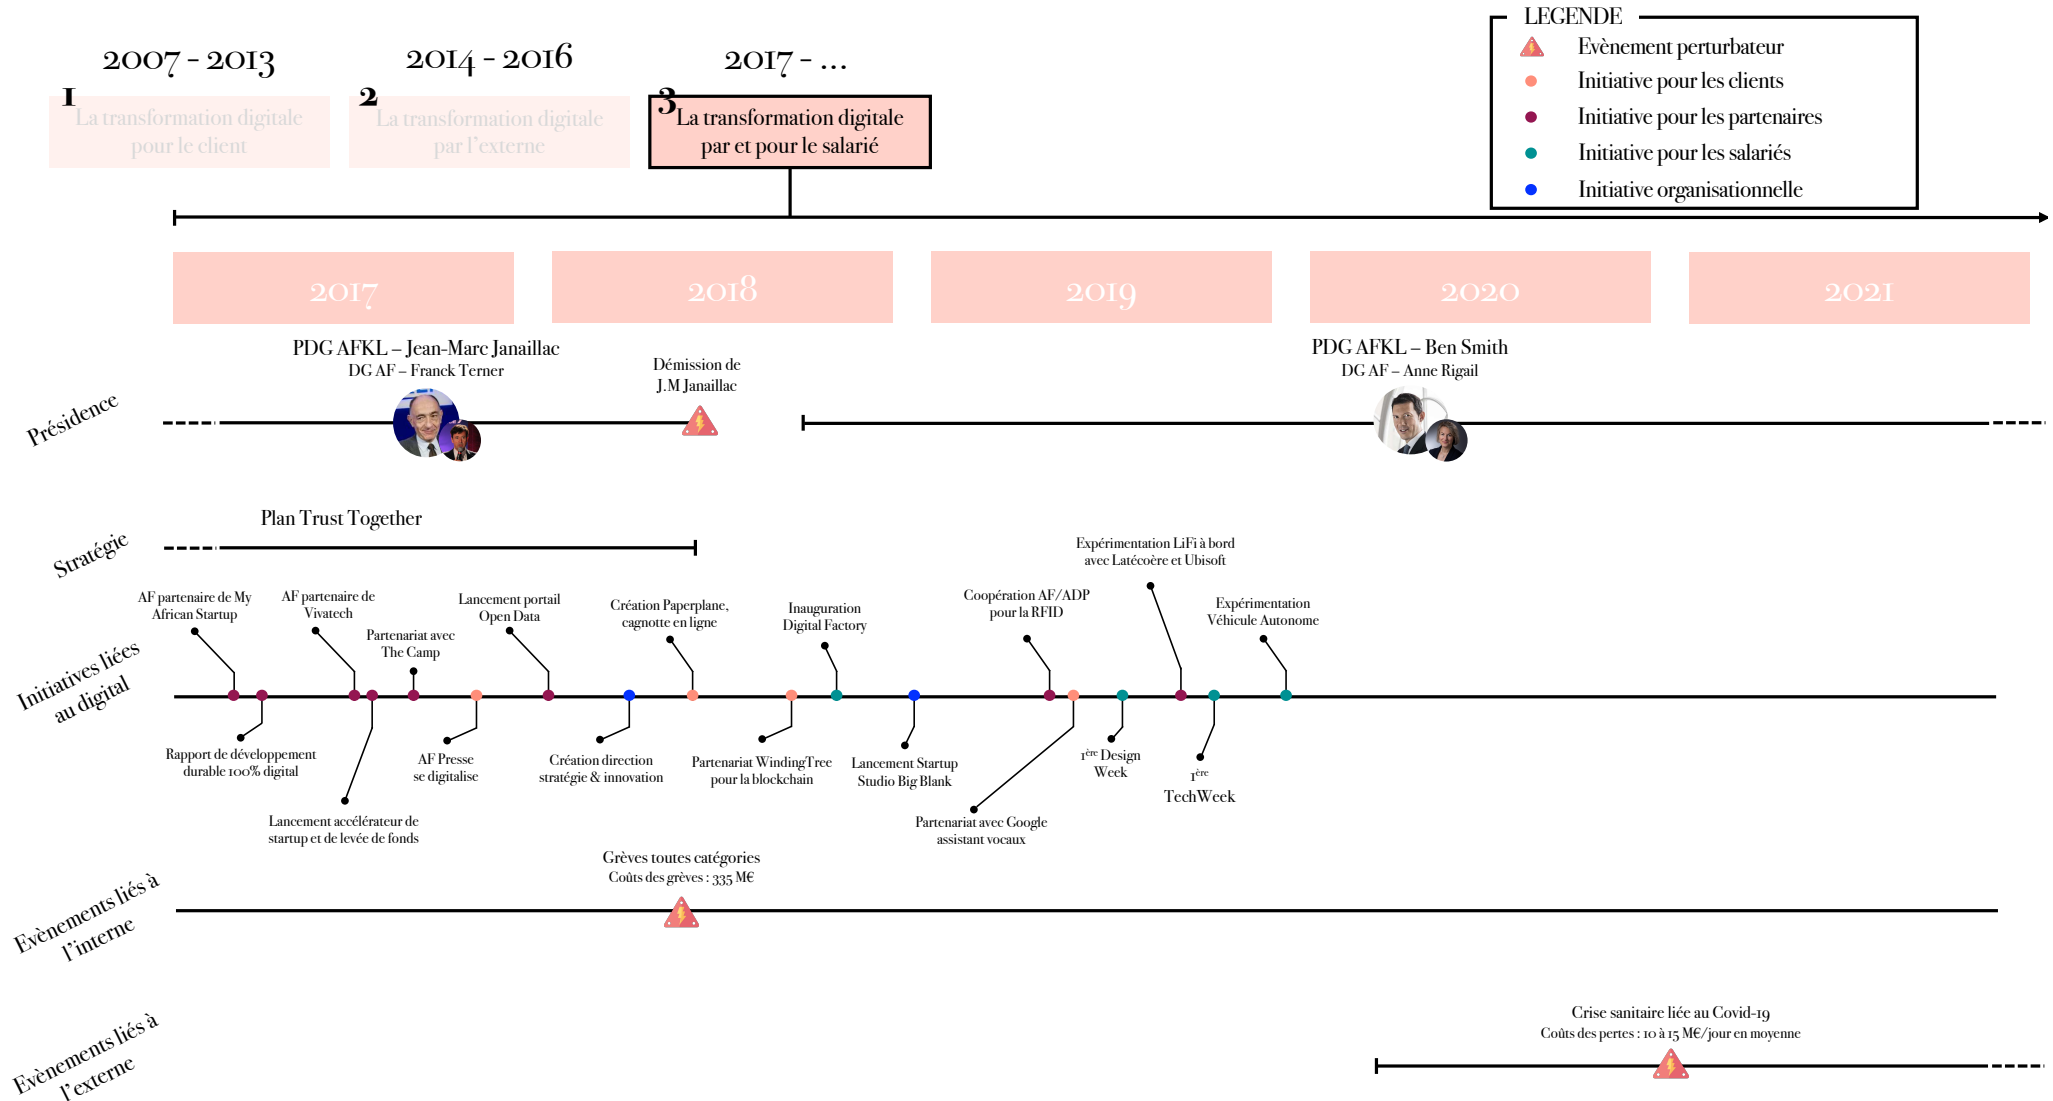 2007 - 2013
2014 - 2016
2017 - ...
1
La transformation digitale
pour le client
2
La transformation digitale
par l'externe
3
La transformation digitale
par et pour le salarié
LEGENDE
Evènement perturbateur
Initiative pour les clients
Initiative pour les partenaires
Initiative pour les salariés
Initiative organisationnelle
2017
2018
2019
2020
2021
Présidence
PDG AFKL – Jean-Marc Janaillac
DG AF – Franck Terner
Démission de
J.M Janaillac
PDG AFKL – Ben Smith
DG AF – Anne Rigail
Stratégie
Plan Trust Together
Initiatives liées
au digital
AF partenaire de My
African Startup
AF partenaire de
Vivatech
Partenariat avec
The Camp
Lancement portail
Open Data
Création Paperplane,
cagnotte en ligne
Inauguration
Digital Factory
Coopération AF/ADP
pour la RFID
Expérimentation LiFi à bord
avec Latécoère et Ubisoft
Expérimentation
Véhicule Autonome
Rapport de développement
durable 100% digital
Lancement accélérateur de
startup et de levée de fonds
AF Presse
se digitalise
Création direction
stratégie & innovation
Partenariat WindingTree
pour la blockchain
Lancement Startup
Studio Big Blank
Partenariat avec Google
assistant vocaux
1ère Design
Week
1ère
TechWeek
Evènements liés à
l'interne
Grèves toutes catégories
Coûts des grèves : 335 M€
Evènements liés à
l'externe
Crise sanitaire liée au Covid-19
Coûts des pertes : 10 à 15 M€/jour en moyenne